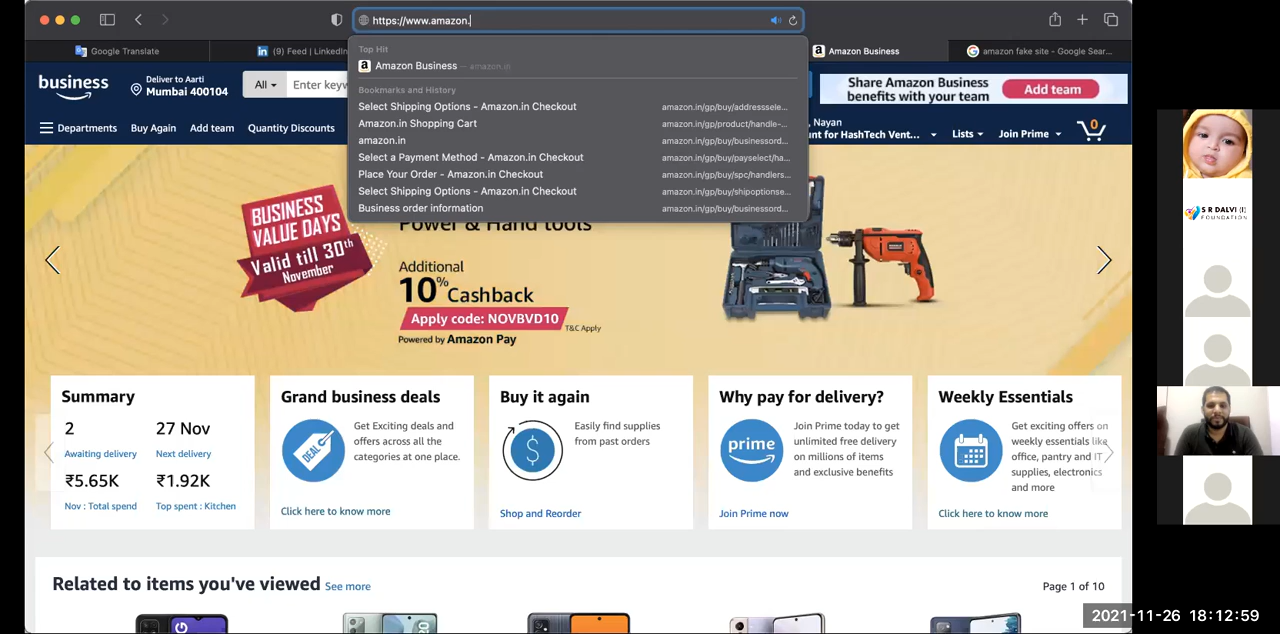 https://www.amazon.
Google Translate
(9) Feed | LinkedIn
Amazon Business
amazon fake site - Google Sear...
Top Hit
Amazon Business — amazon.in
Bookmarks and History
Select Shipping Options - Amazon.in Checkout amazon.in/gp/buy/addresssele...
Amazon.in Shopping Cart amazon.in/gp/product/handle-...
amazon.in amazon.in/gp/buy/businessord...
Select a Payment Method - Amazon.in Checkout amazon.in/gp/buy/payselect/ha...
Place Your Order - Amazon.in Checkout amazon.in/gp/buy/spc/handlers...
Select Shipping Options - Amazon.in Checkout amazon.in/gp/buy/shipoptionse...
Business order information amazon.in/gp/buy/businessord...
business
Deliver to Aarti
Mumbai 400104
All
Enter keyw
Share Amazon Business
benefits with your team
Add team
Departments Buy Again Add team Quantity Discounts
Nayan
nt for HashTech Vent... Lists Join Prime 0
BUSINESS
VALUE DAYS
Valid till 30th
November
Power & Hand tools
Additional
10% Cashback
Apply code: NOVBVD10
T&C Apply
Powered by Amazon Pay
S R DALVI (I)
FOUNDATION
Summary
2 27 Nov
Awaiting delivery Next delivery
₹5.65K ₹1.92K
Nov : Total spend Top spent : Kitchen
Grand business deals
DEAL
Get Exciting deals and
offers across all the
categories at one place.
Click here to know more
Buy it again
Easily find supplies
from past orders
Shop and Reorder
Why pay for delivery?
prime
Join Prime today to get
unlimited free delivery
on millions of items
and exclusive benefits
Join Prime now
Weekly Essentials
Get exciting offers on
weekly essentials like
office, pantry and IT
supplies, electronics
and more
Click here to know more
Related to items you've viewed See more
Page 1 of 10
2021-11-26 18:12:59